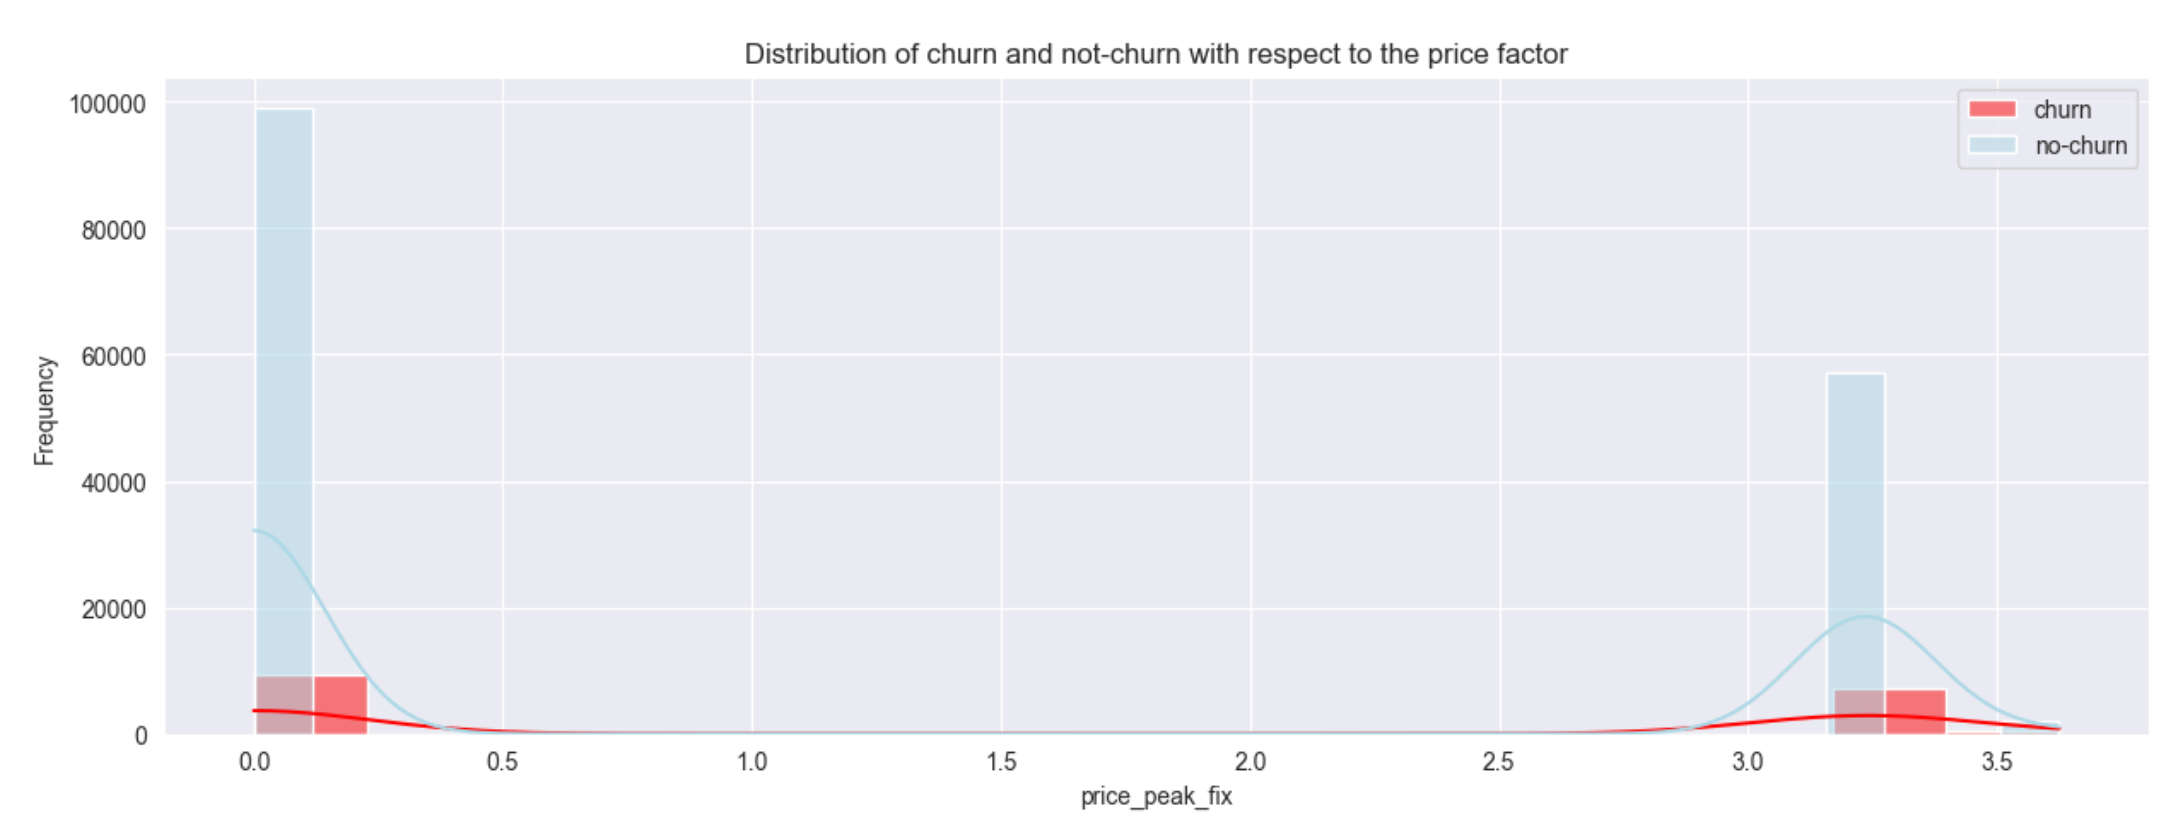 Distribution of churn and not-churn with respect to the price factor
churn
no-churn
100000
80000
60000
40000
20000
0
Frequency
0.0 0.5 1.0 1.5 2.0 2.5 3.0 3.5
price_peak_fix